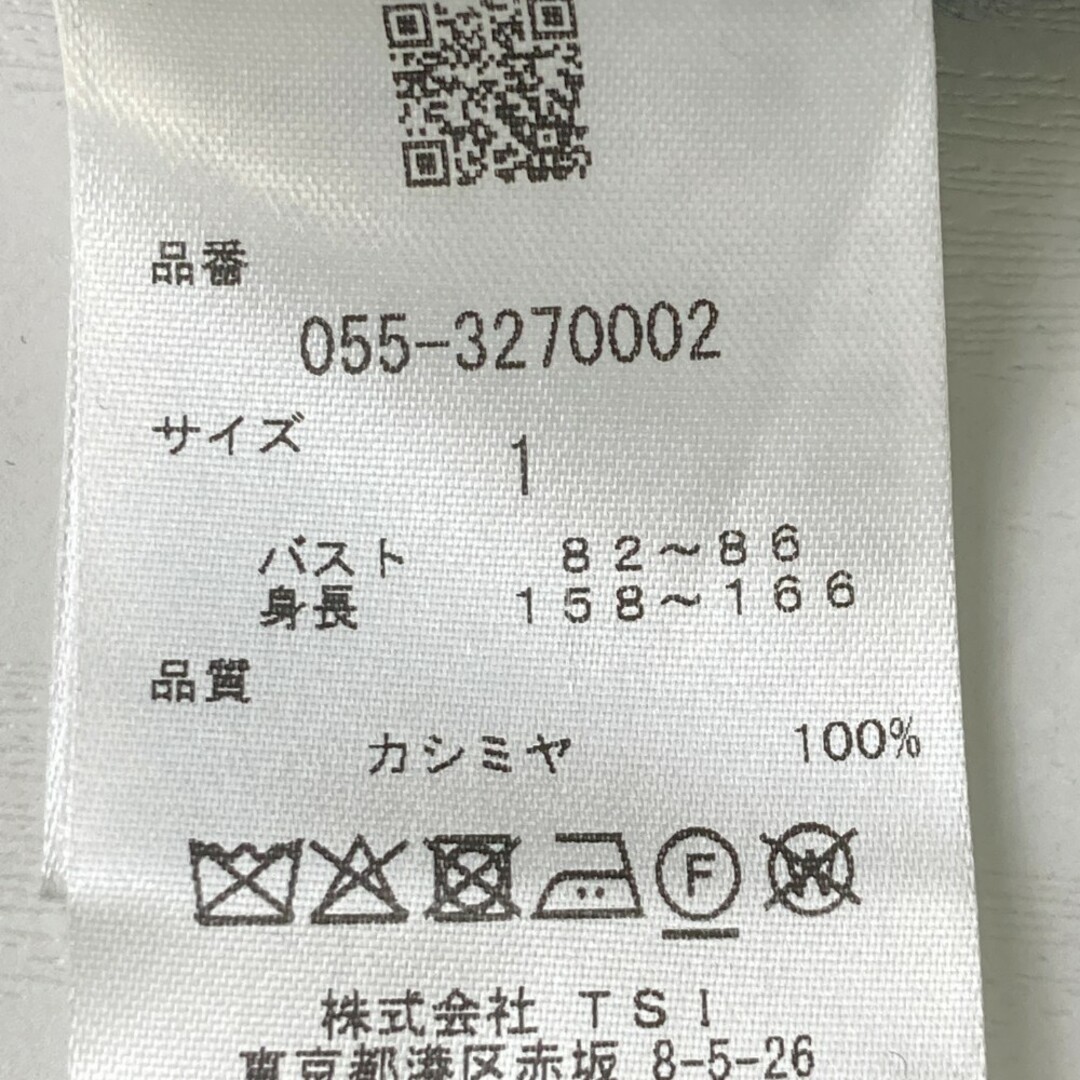 品番
055-3270002
サイズ 1
バスト 82～86
身長 158～166
品質
カシミヤ 100%
F
W
株式会社 TSI
東京都港区赤坂 8-5-26